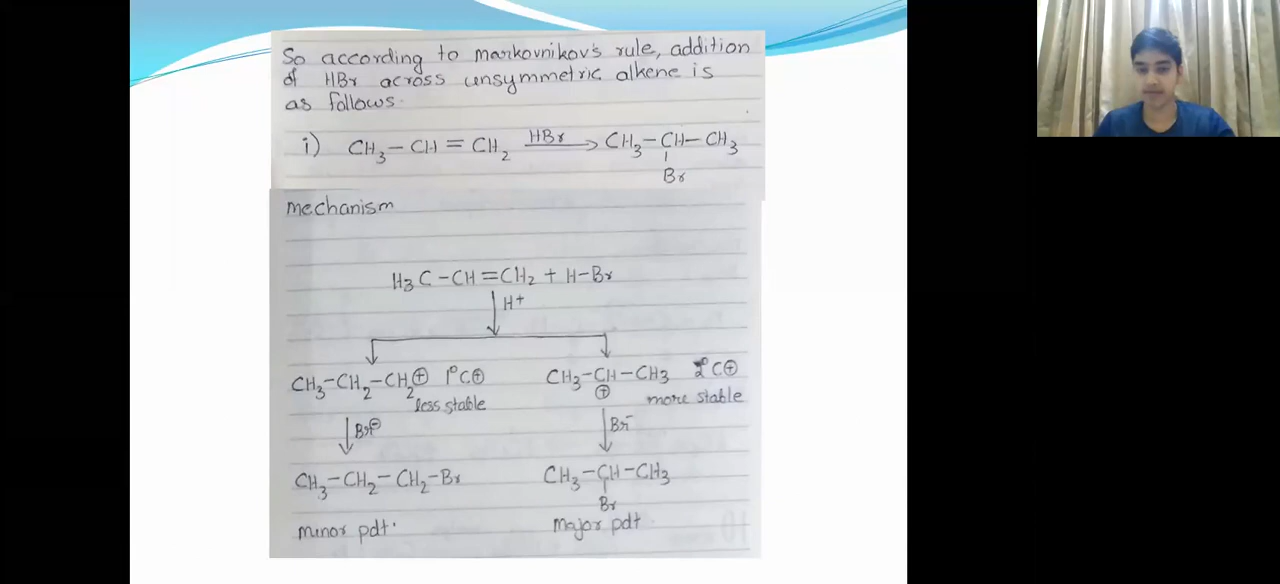 So according to markovnikov's rule, addition
of HBr across unsymmetric alkene is
as follows.
i) CH₃-CH=CH₂ HBr→ CH₃-CH-CH₃
Br
mechanism
H₃C-CH=CH₂ + H-Br
H+
CH₃-CH₂-CH₂⊕ 1°C⊕ CH₃-CH-CH₃ 2°C⊕
⊕
less stable more stable
Br⊖ Br⁻
CH₃-CH₂-CH₂-Br CH₃-CH-CH₃
Br
minor pdt. Major pdt.